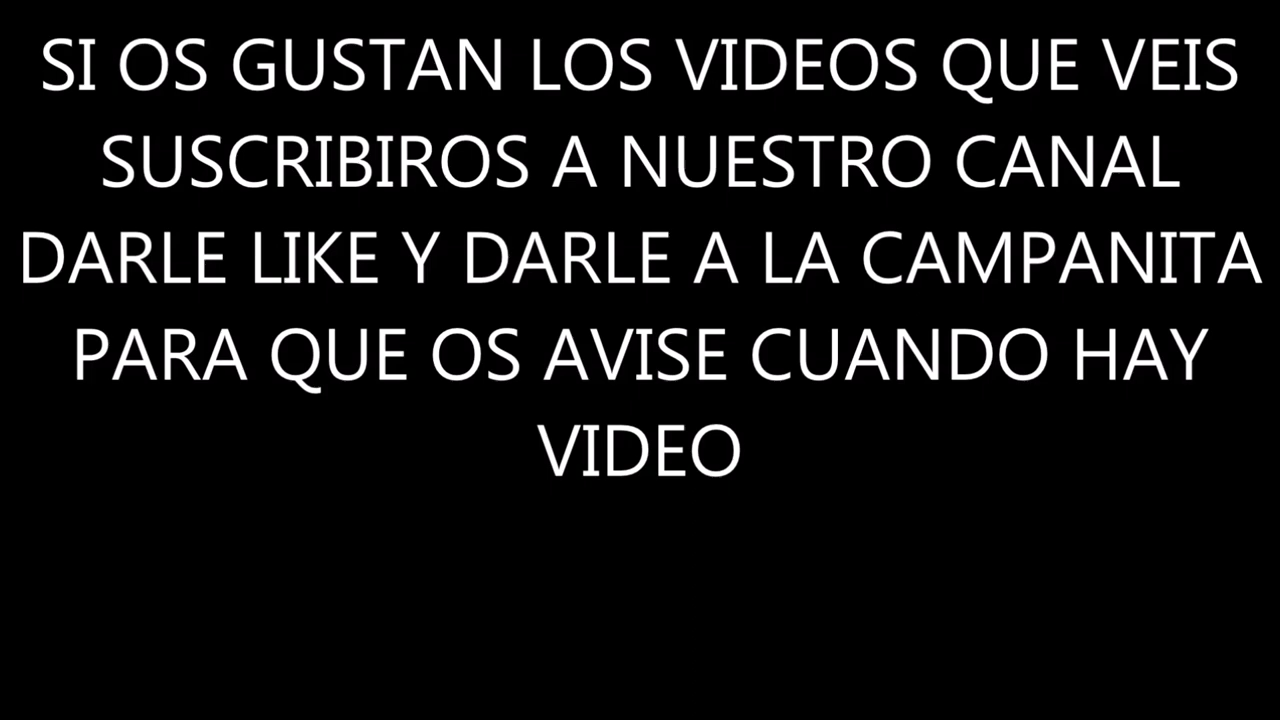 SI OS GUSTAN LOS VIDEOS QUE VEIS
SUSCRIBIROS A NUESTRO CANAL
DARLE LIKE Y DARLE A LA CAMPANITA
PARA QUE OS AVISE CUANDO HAY
VIDEO